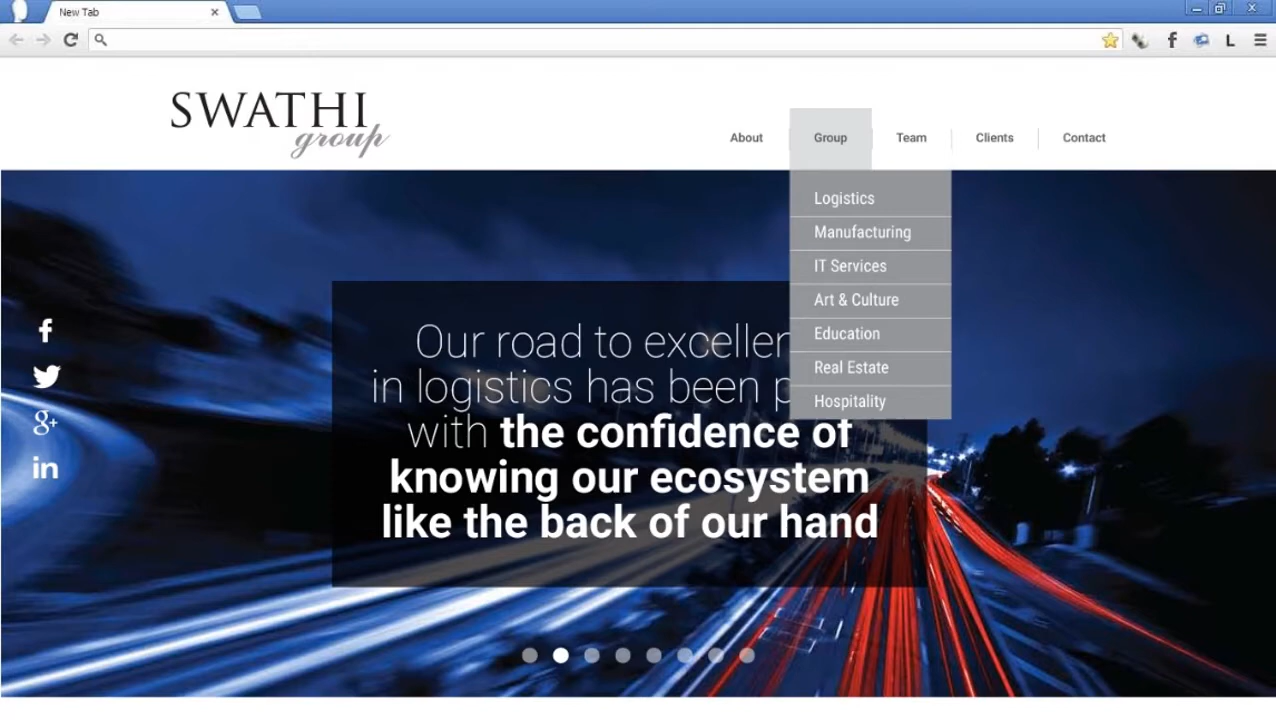 New Tab
L
SWATHI
group
About
Group
Team
Clients
Contact
Logistics
Manufacturing
IT Services
Art & Culture
Education
Real Estate
Hospitality
Our road to
in logistics has been
with the confidence of
knowing our ecosystem
like the back of our hand